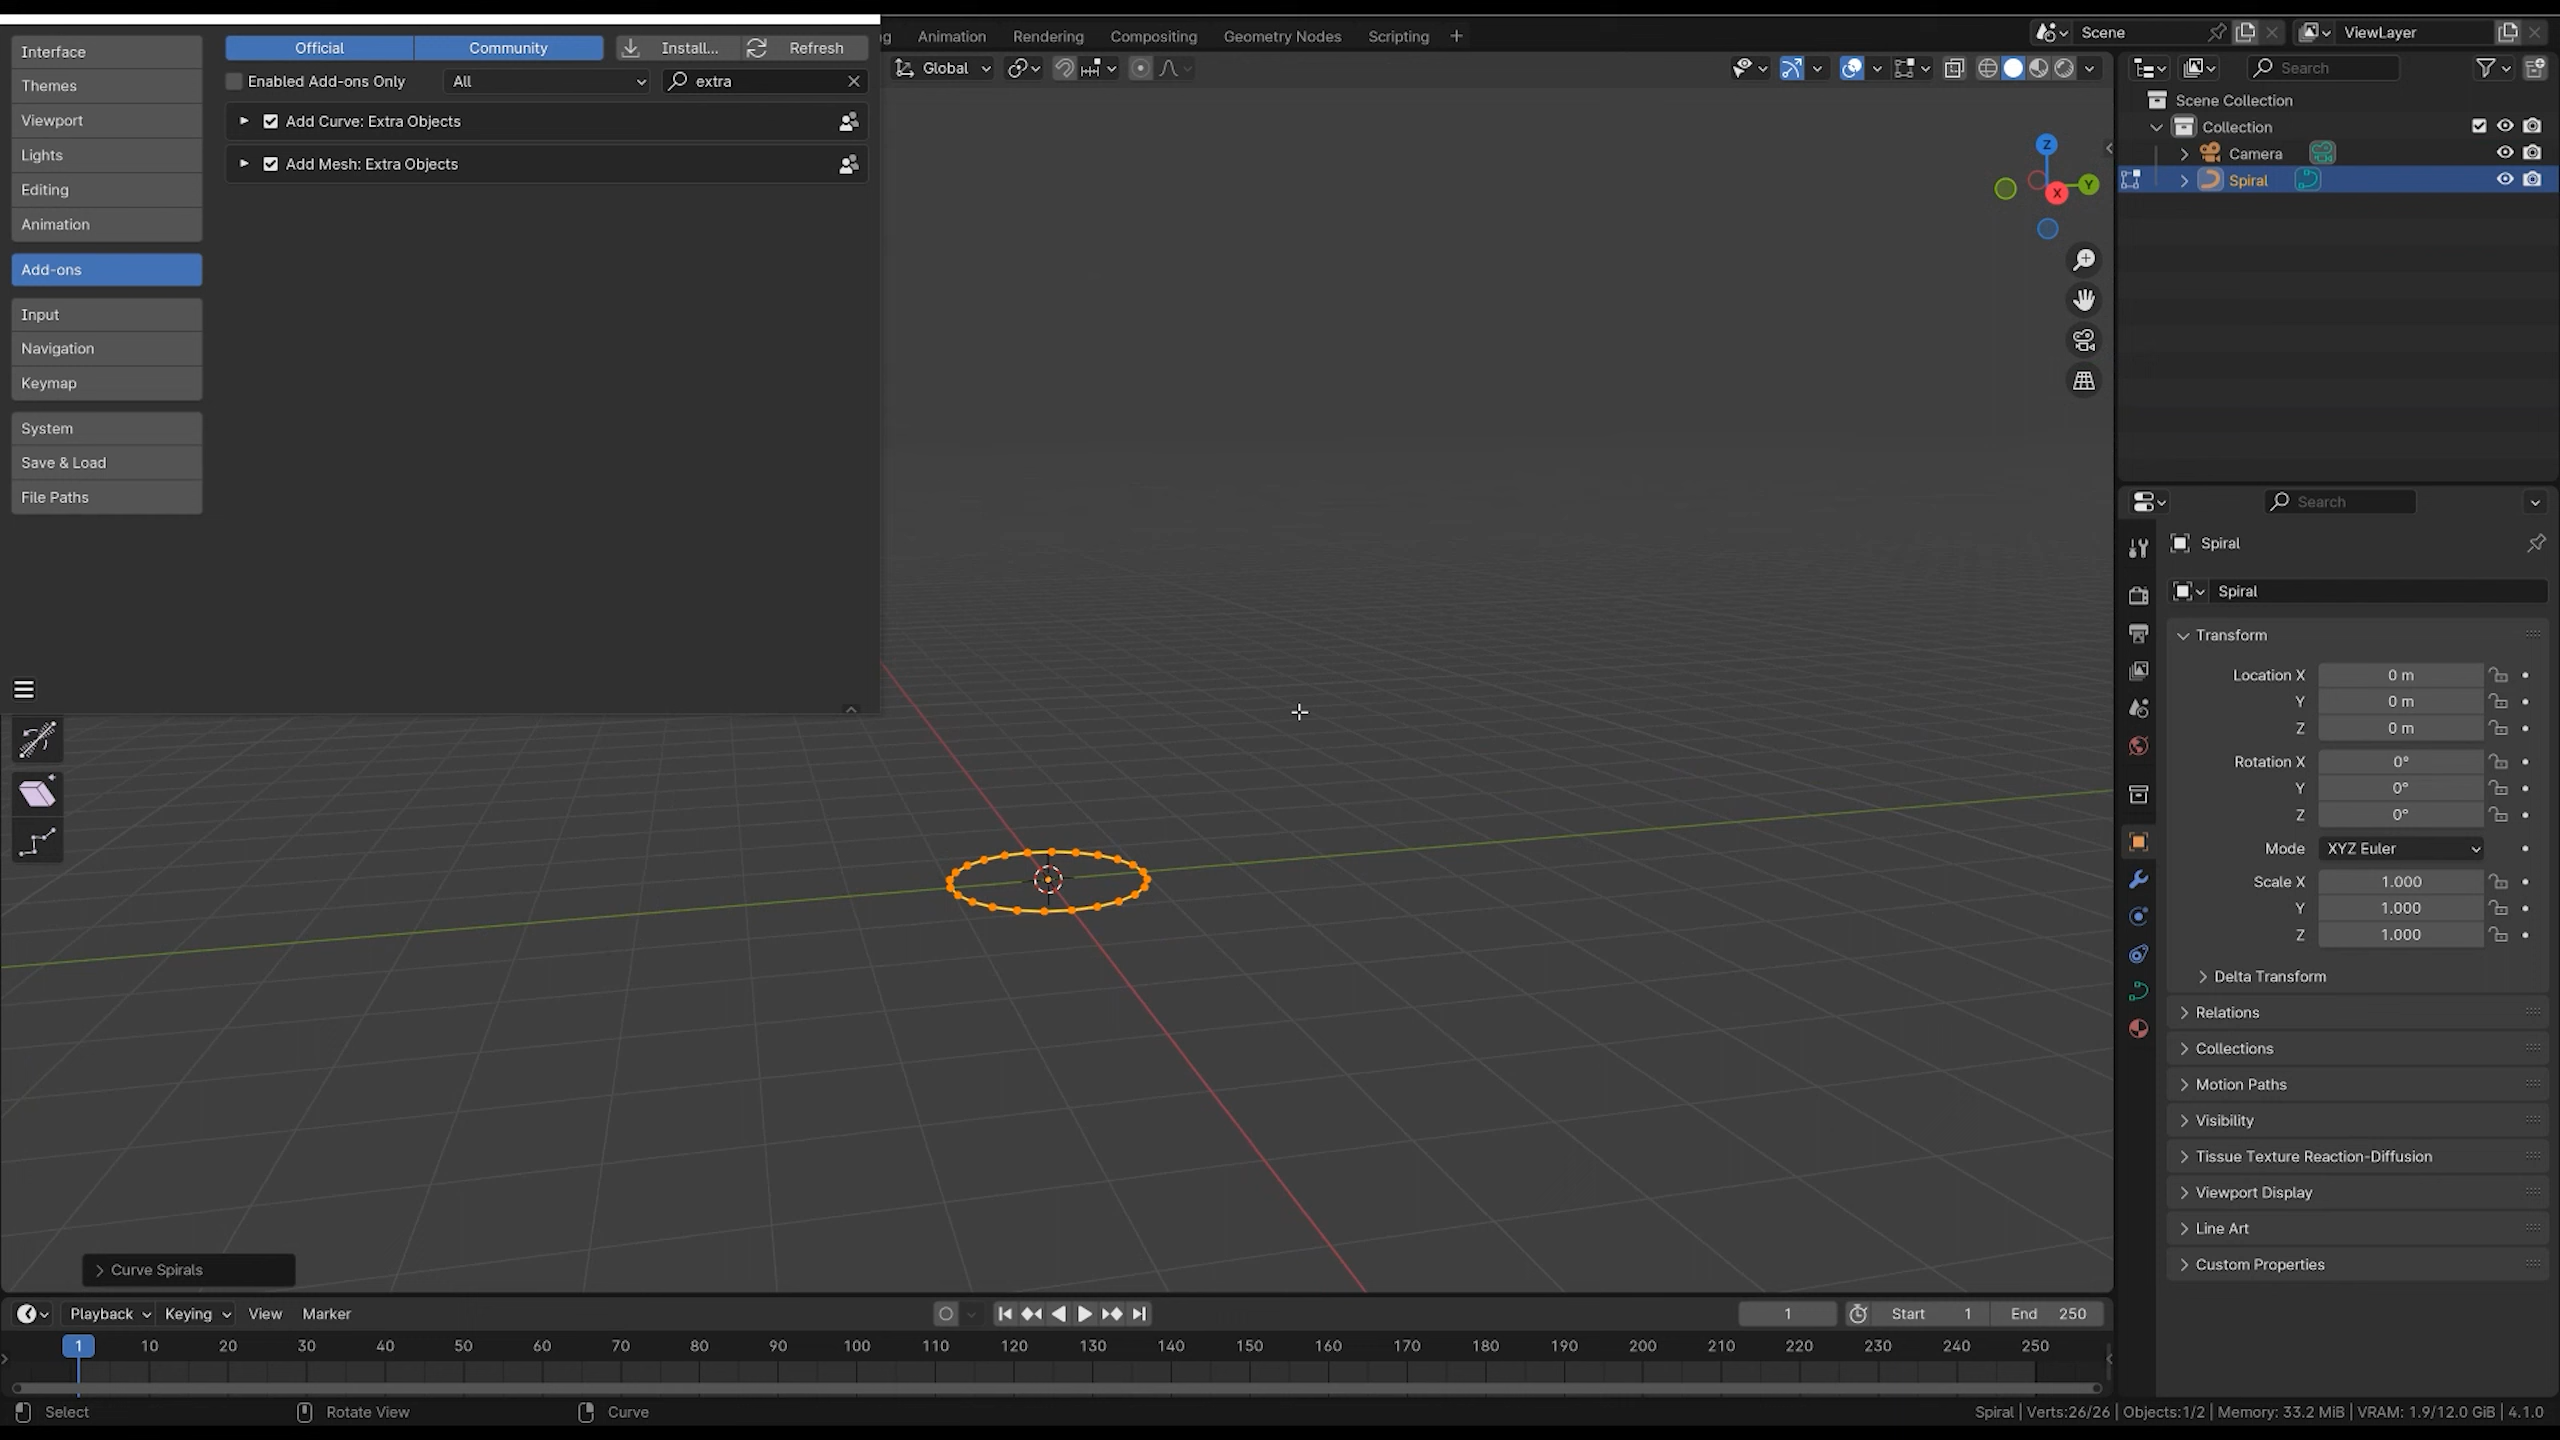 Interface
Themes
Viewport
Lights
Editing
Animation
Add-ons
Input
Navigation
Keymap
System
Save & Load
File Paths
Official Community Install... Refresh
Enabled Add-ons Only All extra
Add Curve: Extra Objects
Add Mesh: Extra Objects
Animation Rendering Compositing Geometry Nodes Scripting
Global
Z
Y
X
Scene ViewLayer
Search
Scene Collection
Collection
Camera
Spiral
Search
Spiral
Spiral
Transform
Location X 0 m
Y 0 m
Z 0 m
Rotation X 0°
Y 0°
Z 0°
Mode XYZ Euler
Scale X 1.000
Y 1.000
Z 1.000
Delta Transform
Relations
Collections
Motion Paths
Visibility
Tissue Texture Reaction-Diffusion
Viewport Display
Line Art
Custom Properties
Curve Spirals
Playback Keying View Marker 1 Start 1 End 250
1 10 20 30 40 50 60 70 80 90 100 110 120 130 140 150 160 170 180 190 200 210 220 230 240 250
Select Rotate View Curve Spiral | Verts:26/26 | Objects:1/2 | Memory: 33.2 MiB | VRAM: 1.9/12.0 GiB | 4.1.0